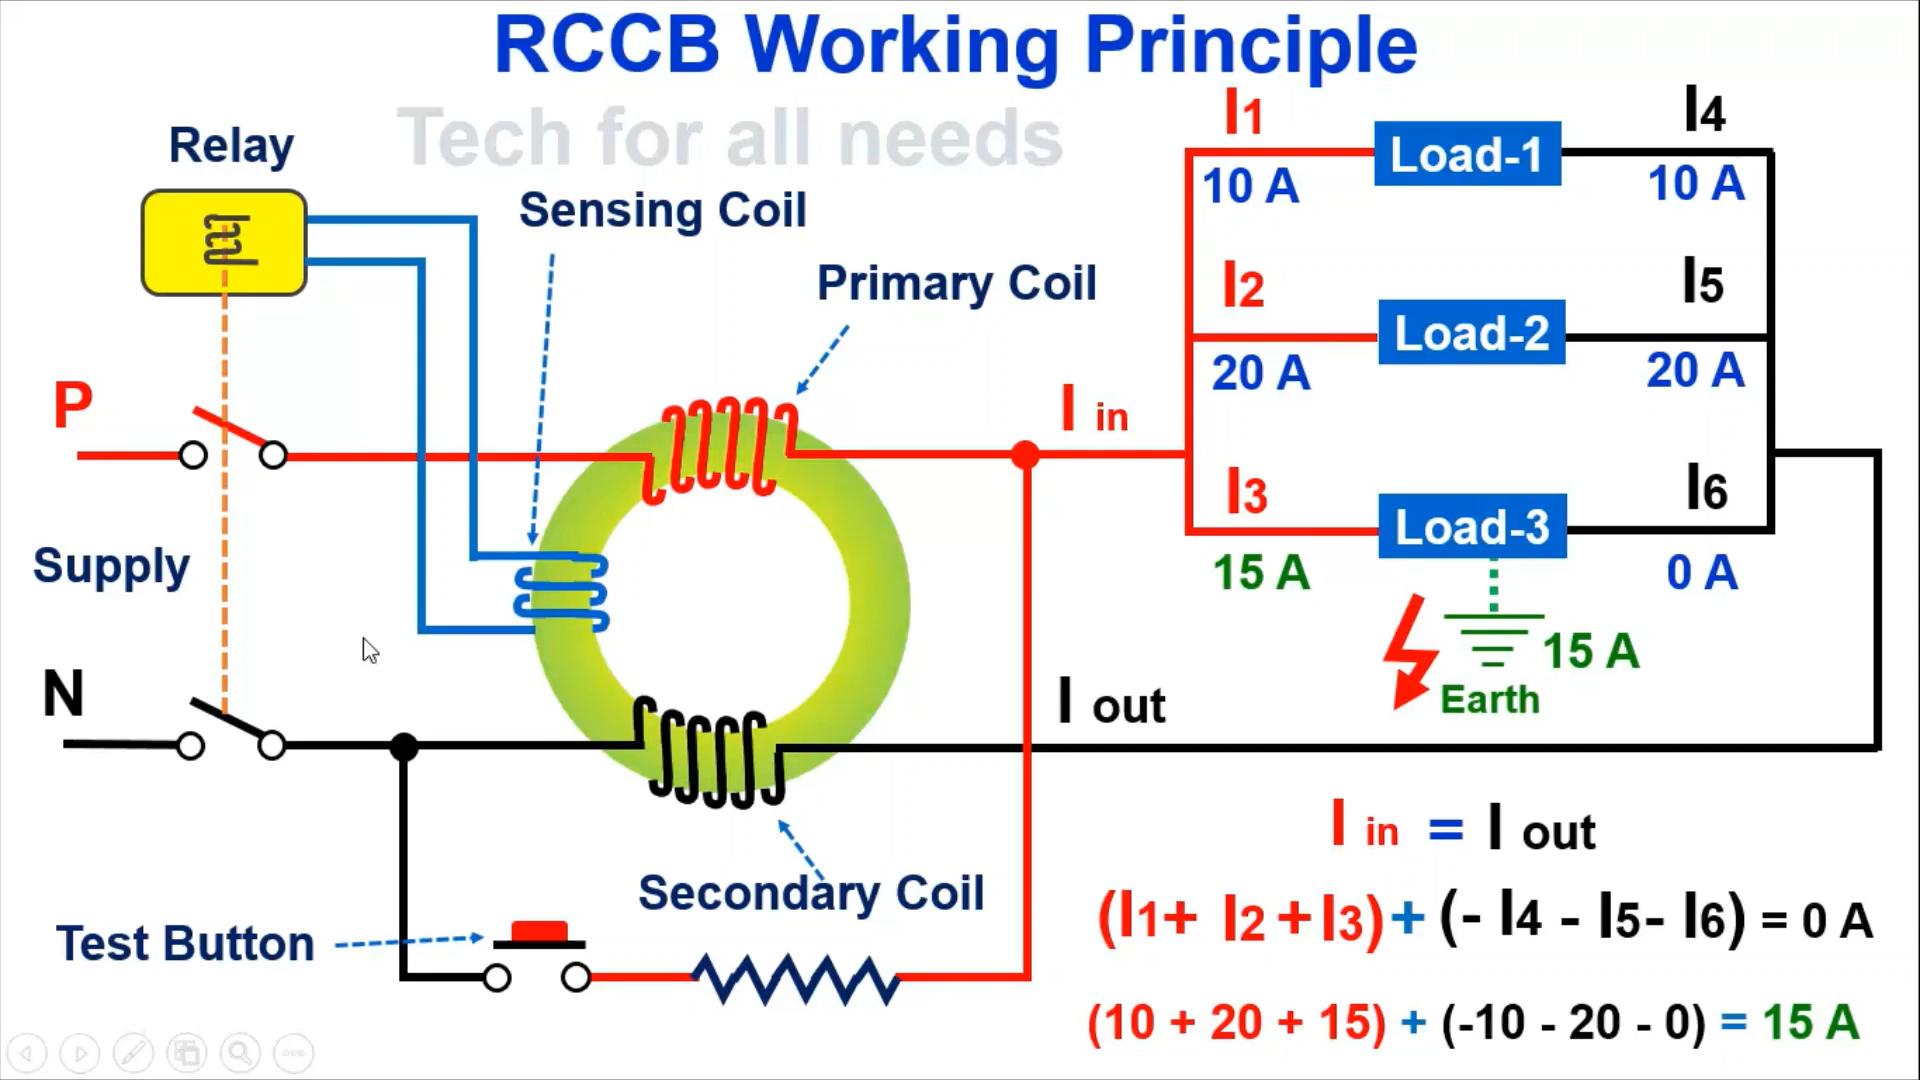 RCCB Working Principle
Tech for all needs
Relay
Sensing Coil
Primary Coil
I1
10 A
Load-1
I4
10 A
I2
20 A
Load-2
I5
20 A
P
I in
I3
15 A
Load-3
I6
0 A
Supply
15 A
Earth
N
I out
Secondary Coil
Test Button
I in = I out
(I1+ I2 +I3)+ (- I4 - I5- I6) = 0 A
(10 + 20 + 15) + (-10 - 20 - 0) = 15 A